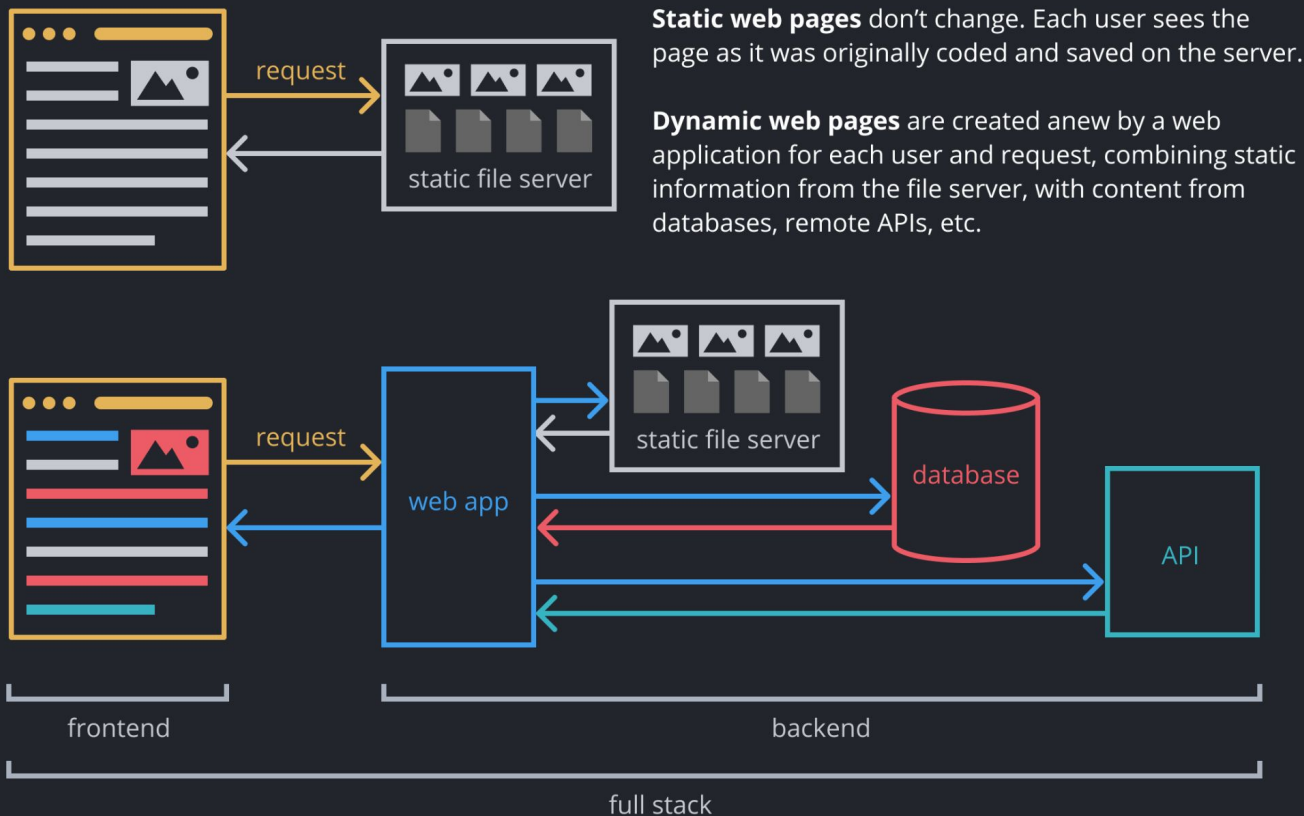 Static web pages don’t change. Each user sees the
page as it was originally coded and saved on the server.
Dynamic web pages are created anew by a web
application for each user and request, combining static
information from the file server, with content from
databases, remote APIs, etc.
request
static file server
request
web app
static file server
database
API
frontend
backend
full stack